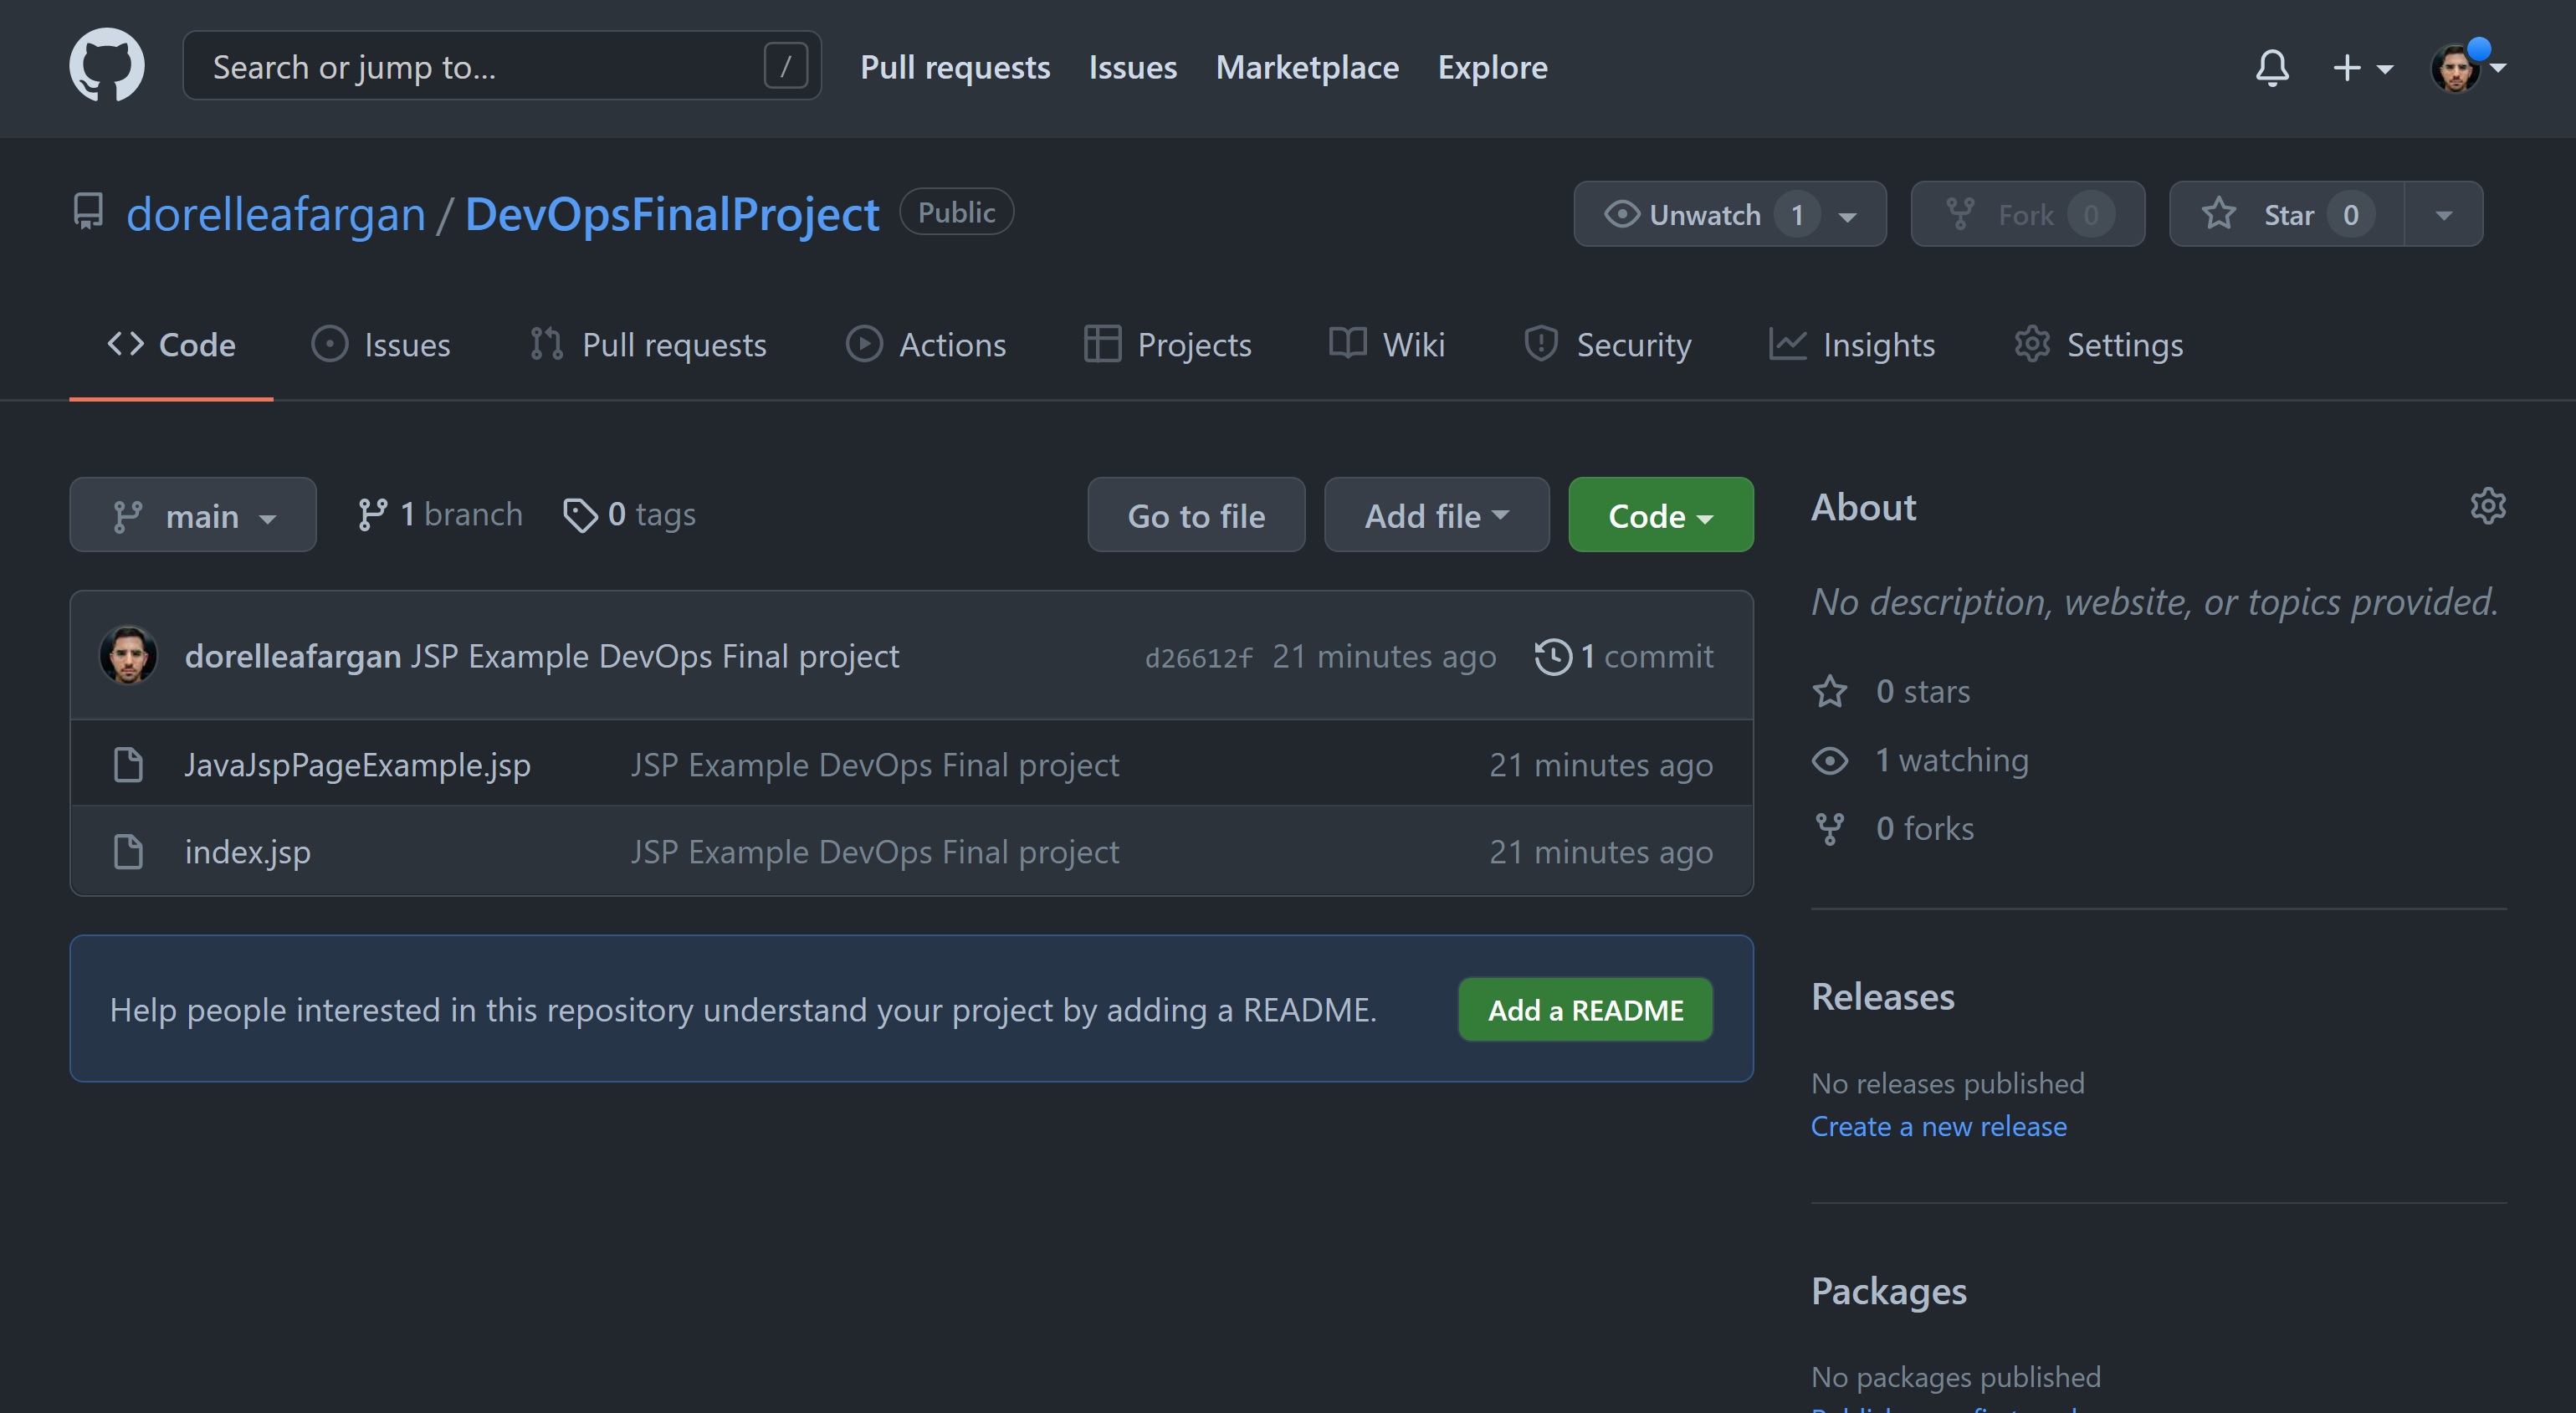 Search or jump to... /
Pull requests Issues Marketplace Explore
dorelleafargan / DevOpsFinalProject Public
Unwatch 1 Fork 0 Star 0
Code Issues Pull requests Actions Projects Wiki Security Insights Settings
main 1 branch 0 tags Go to file Add file Code
dorelleafargan JSP Example DevOps Final project d26612f 21 minutes ago 1 commit
JavaJspPageExample.jsp JSP Example DevOps Final project 21 minutes ago
index.jsp JSP Example DevOps Final project 21 minutes ago
Help people interested in this repository understand your project by adding a README. Add a README
About
No description, website, or topics provided.
0 stars
1 watching
0 forks
Releases
No releases published
Create a new release
Packages
No packages published